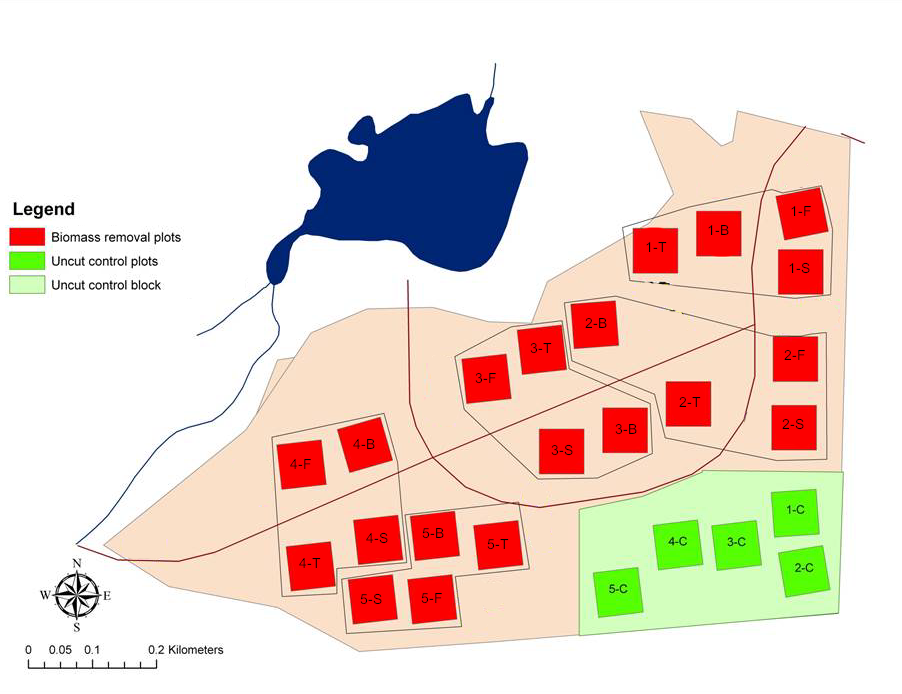 Legend
Biomass removal plots
Uncut control plots
Uncut control block
1-F
1-B
1-T
1-S
2-B
3-T
2-F
3-F
2-T
2-S
3-B
4-B
3-S
4-F
1-C
5-B
4-S
4-C
3-C
5-T
4-T
2-C
5-C
5-S
5-F
N
W
E
S
0 0.05 0.1 0.2 Kilometers